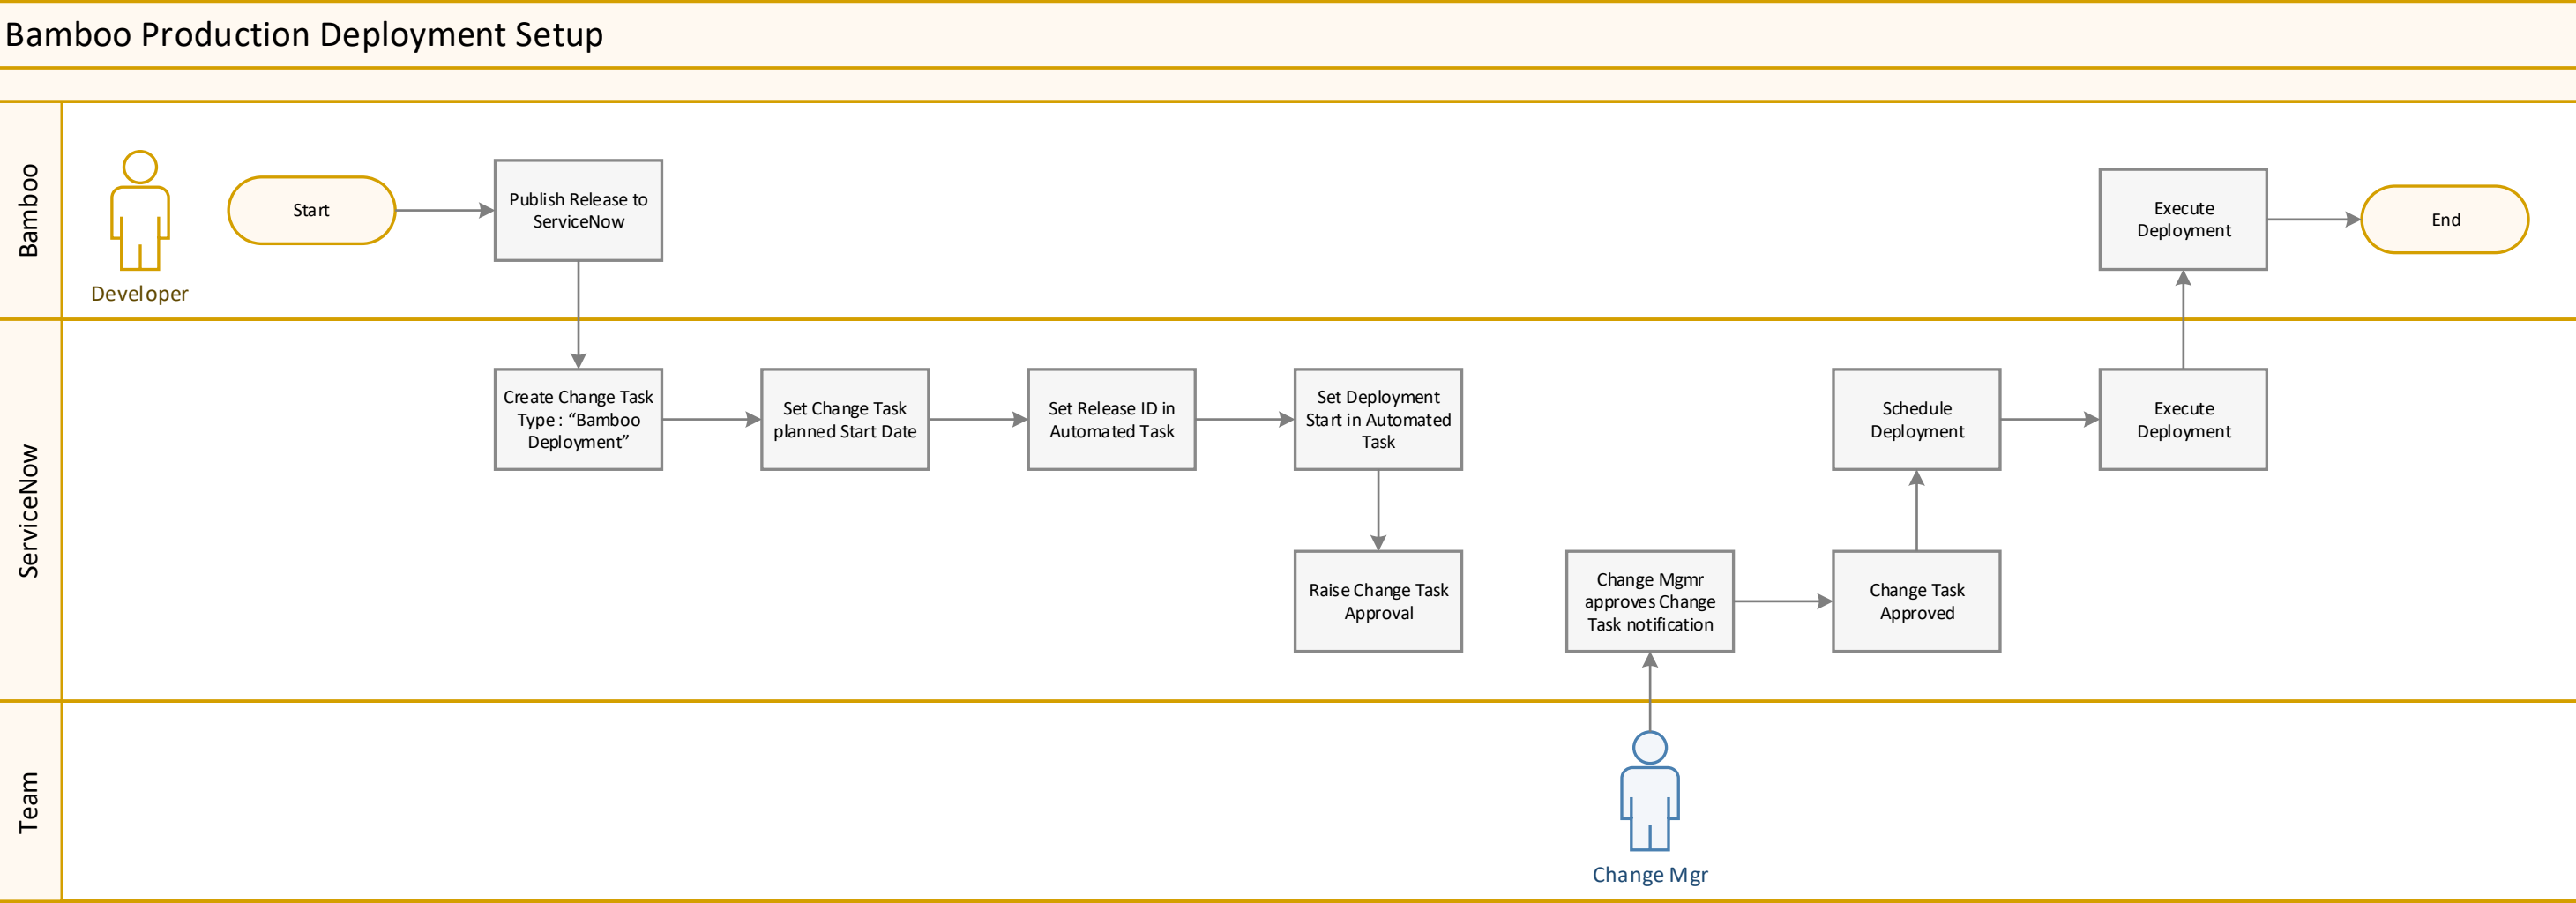 Bamboo Production Deployment Setup
Bamboo
Developer
Start
Publish Release to
ServiceNow
Execute
Deployment
End
ServiceNow
Create Change Task
Type : “Bamboo
Deployment”
Set Change Task
planned Start Date
Set Release ID in
Automated Task
Set Deployment
Start in Automated
Task
Raise Change Task
Approval
Change Mgmr
approves Change
Task notification
Change Task
Approved
Schedule
Deployment
Execute
Deployment
Team
Change Mgr